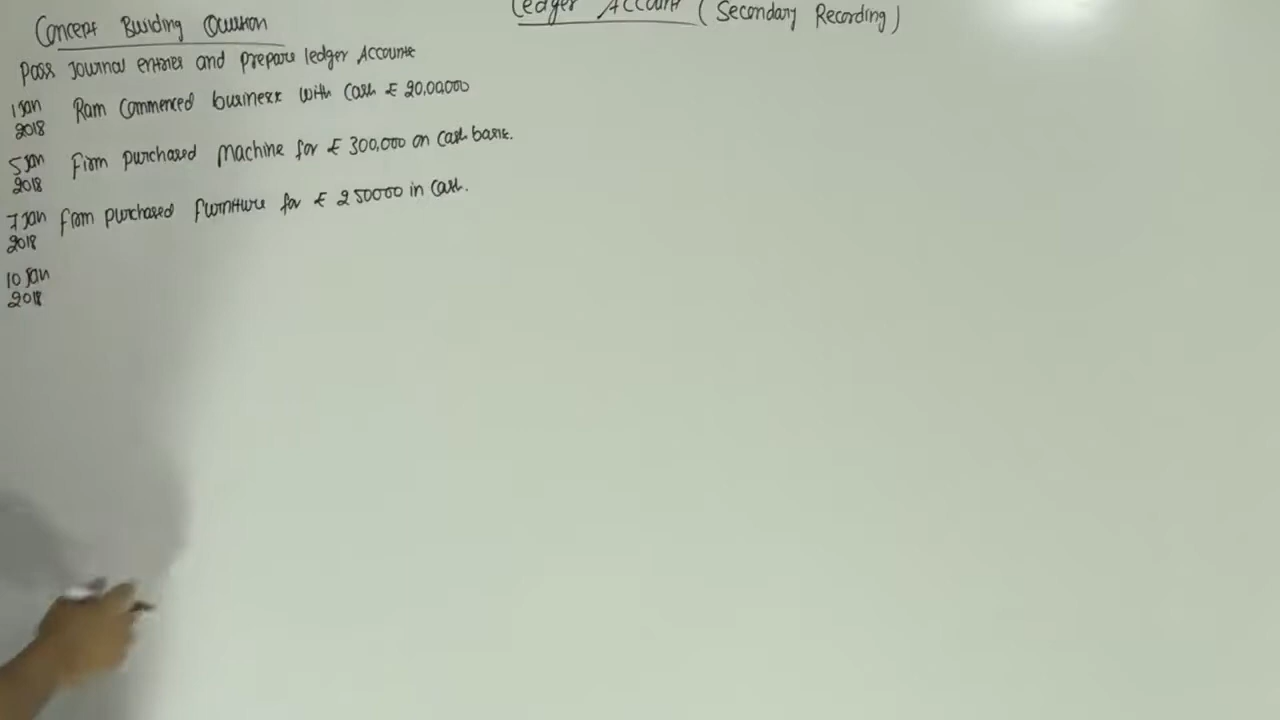 Ledger Account (Secondary Recording)
Concept Building Question
Pass Journal entries and prepare ledger Accounts
1 Jan 2018 Ram Commenced business with Cash ₹ 20,00,000
5 Jan 2018 Firm purchased Machine for ₹ 300,000 on cash basis.
7 Jan 2018 firm purchased furniture for ₹ 250000 in Cash.
10 Jan 2018